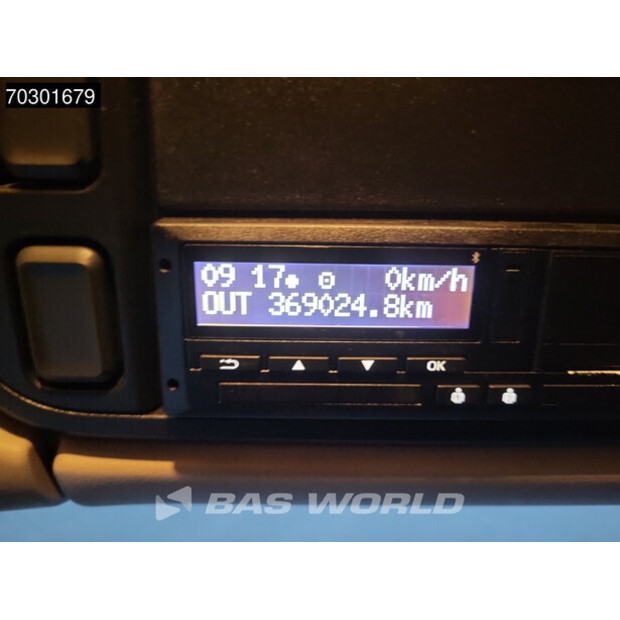 70301679
09 17 0km/h
OUT 369024.8km
OK
BAS WORLD